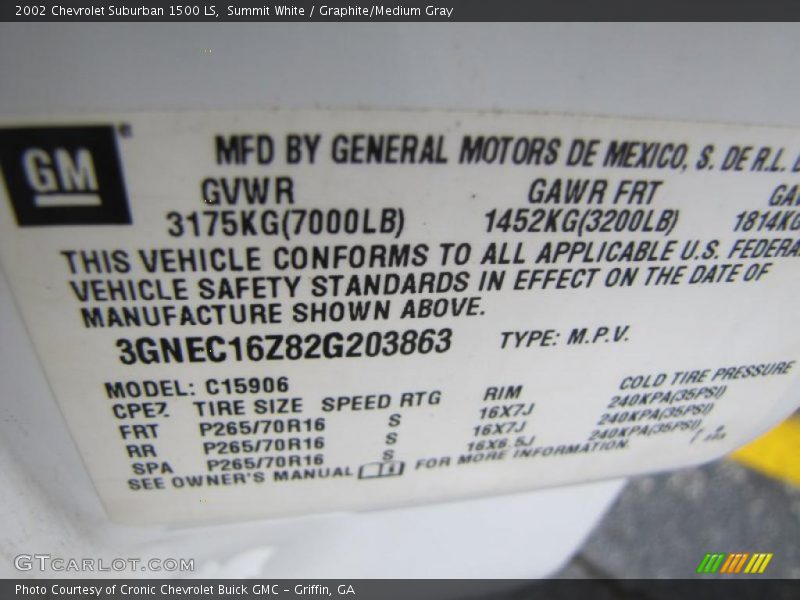 2002 Chevrolet Suburban 1500 LS, Summit White / Graphite/Medium Gray
GM
MFD BY GENERAL MOTORS DE MEXICO, S. DE R.L.
GVWR GAWR FRT
3175KG(7000LB) 1452KG(3200LB) 1814KG
THIS VEHICLE CONFORMS TO ALL APPLICABLE U.S. FEDERA
VEHICLE SAFETY STANDARDS IN EFFECT ON THE DATE OF
MANUFACTURE SHOWN ABOVE.
3GNEC16Z82G203863 TYPE: M.P.V.
MODEL: C15906
CPE7. TIRE SIZE SPEED RTG RIM COLD TIRE PRESSURE
FRT P265/70R16 S 16X7J 240KPA(35PSI)
RR P265/70R16 S 16X7J 240KPA(35PSI)
SPA P265/70R16 S 16X6.5J 240KPA(35PSI)
SEE OWNER'S MANUAL FOR MORE INFORMATION.
GTCARLOT.COM
Photo Courtesy of Cronic Chevrolet Buick GMC - Griffin, GA